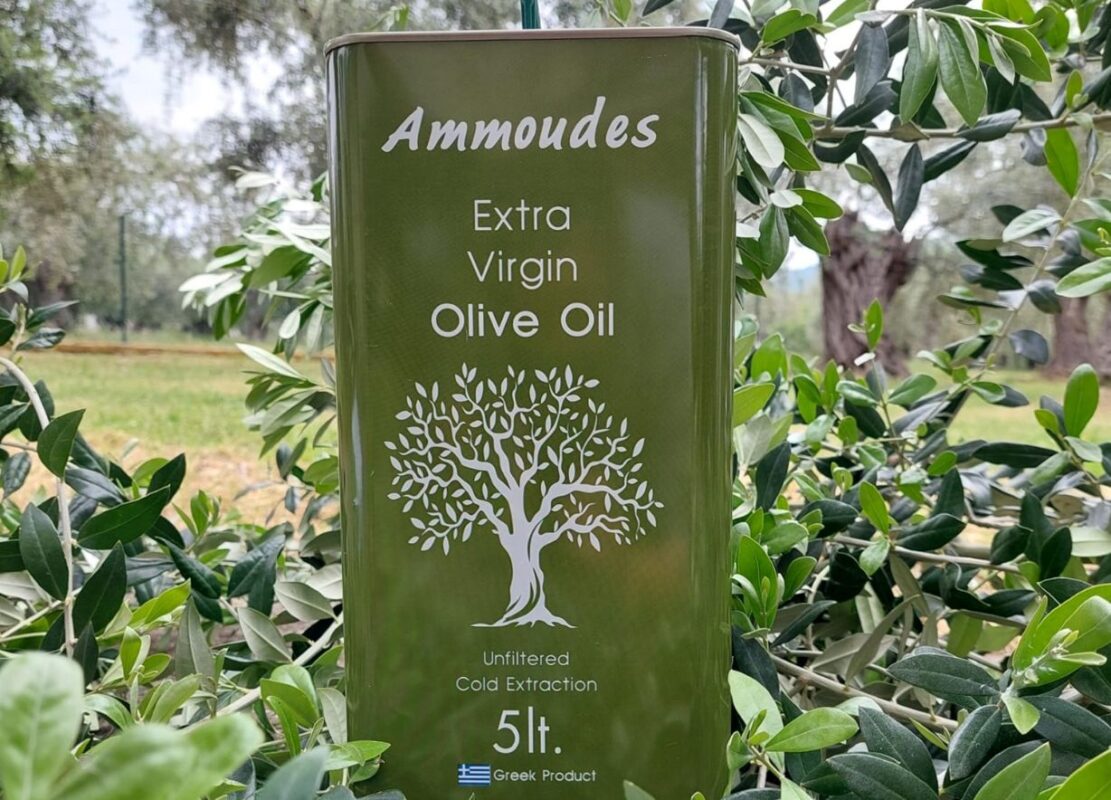 Ammoudes
Extra
Virgin
Olive Oil
Unfiltered
Cold Extraction
5lt.
Greek Product